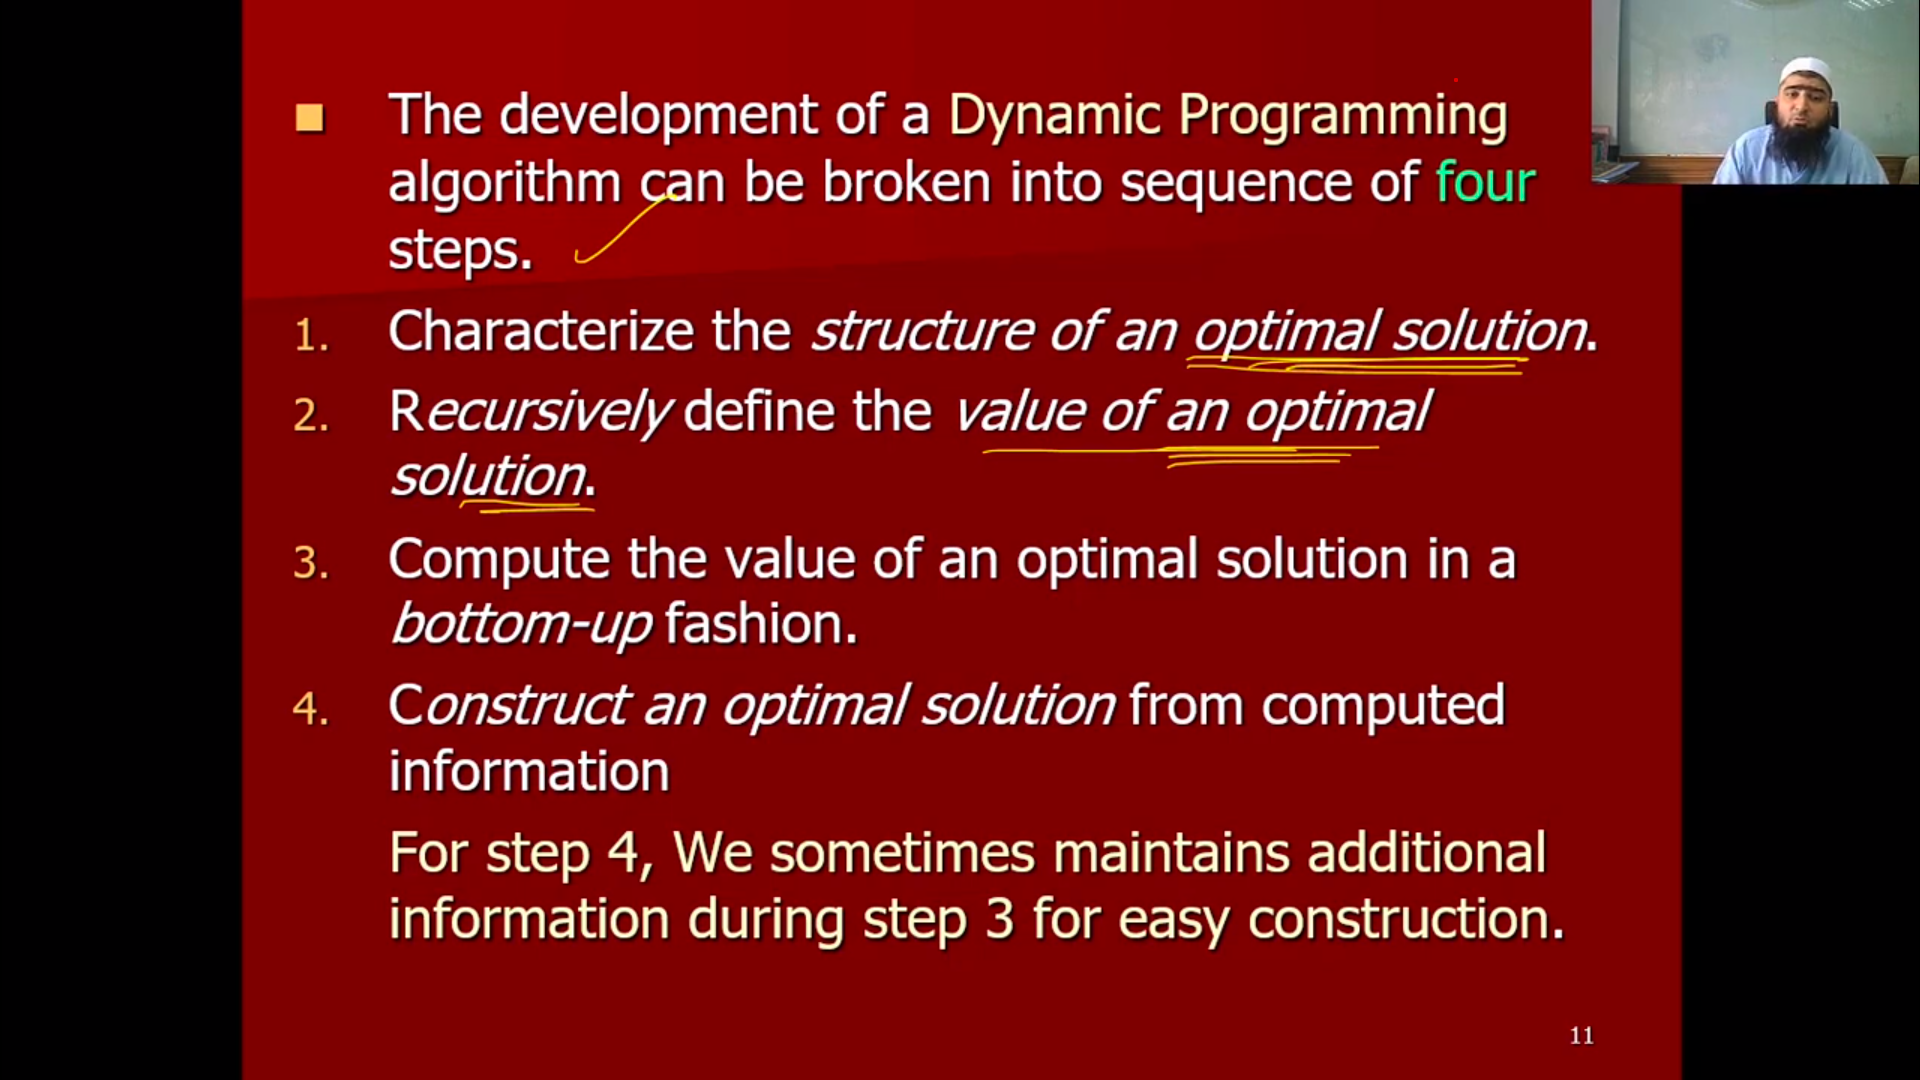 The development of a Dynamic Programming
algorithm can be broken into sequence of four
steps.
1. Characterize the structure of an optimal solution.
2. Recursively define the value of an optimal
solution.
3. Compute the value of an optimal solution in a
bottom-up fashion.
4. Construct an optimal solution from computed
information
For step 4, We sometimes maintains additional
information during step 3 for easy construction.
11